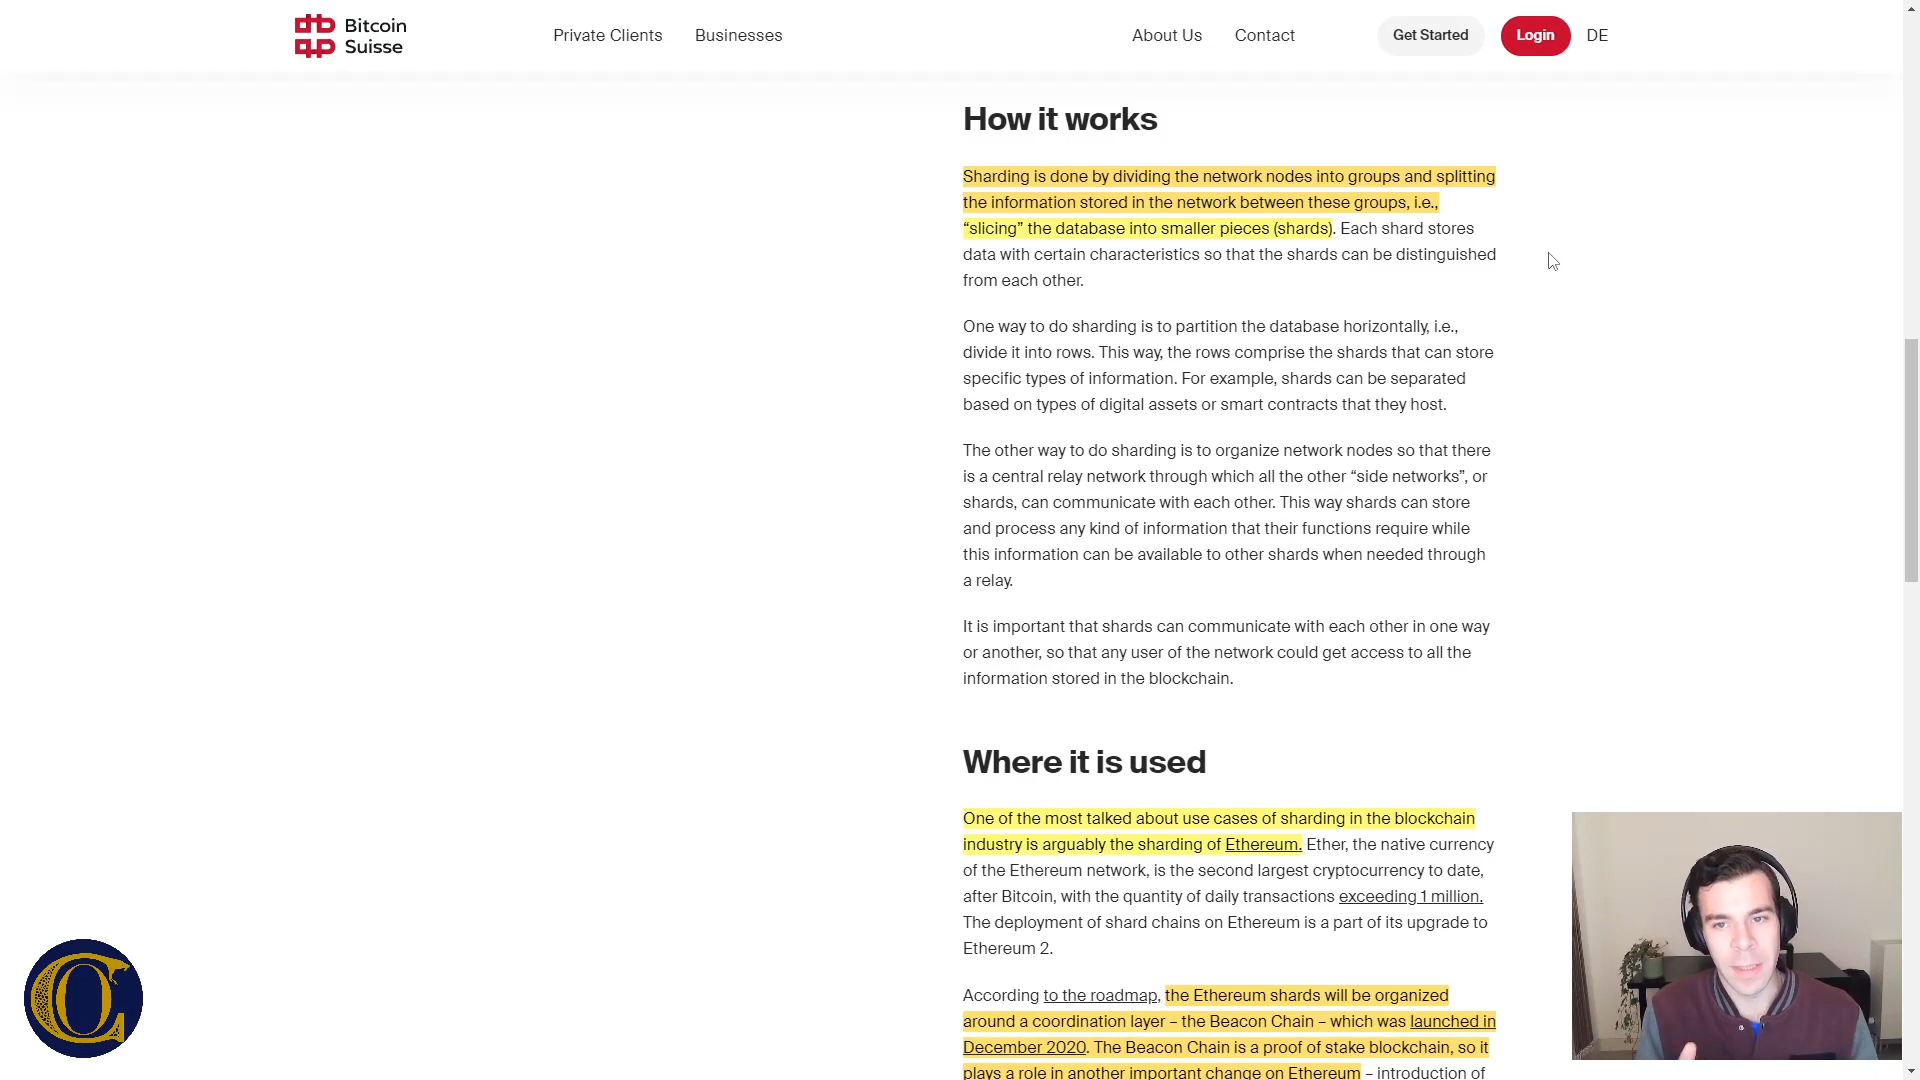 Bitcoin
Suisse
Private Clients
Businesses
About Us
Contact
Get Started
Login
DE
How it works
Sharding is done by dividing the network nodes into groups and splitting
the information stored in the network between these groups, i.e.,
“slicing” the database into smaller pieces (shards). Each shard stores
data with certain characteristics so that the shards can be distinguished
from each other.
One way to do sharding is to partition the database horizontally, i.e.,
divide it into rows. This way, the rows comprise the shards that can store
specific types of information. For example, shards can be separated
based on types of digital assets or smart contracts that they host.
The other way to do sharding is to organize network nodes so that there
is a central relay network through which all the other “side networks”, or
shards, can communicate with each other. This way shards can store
and process any kind of information that their functions require while
this information can be available to other shards when needed through
a relay.
It is important that shards can communicate with each other in one way
or another, so that any user of the network could get access to all the
information stored in the blockchain.
Where it is used
One of the most talked about use cases of sharding in the blockchain
industry is arguably the sharding of Ethereum. Ether, the native currency
of the Ethereum network, is the second largest cryptocurrency to date,
after Bitcoin, with the quantity of daily transactions exceeding 1 million.
The deployment of shard chains on Ethereum is a part of its upgrade to
Ethereum 2.
According to the roadmap, the Ethereum shards will be organized
around a coordination layer – the Beacon Chain – which was launched in
December 2020. The Beacon Chain is a proof of stake blockchain, so it
plays a role in another important change on Ethereum – introduction of